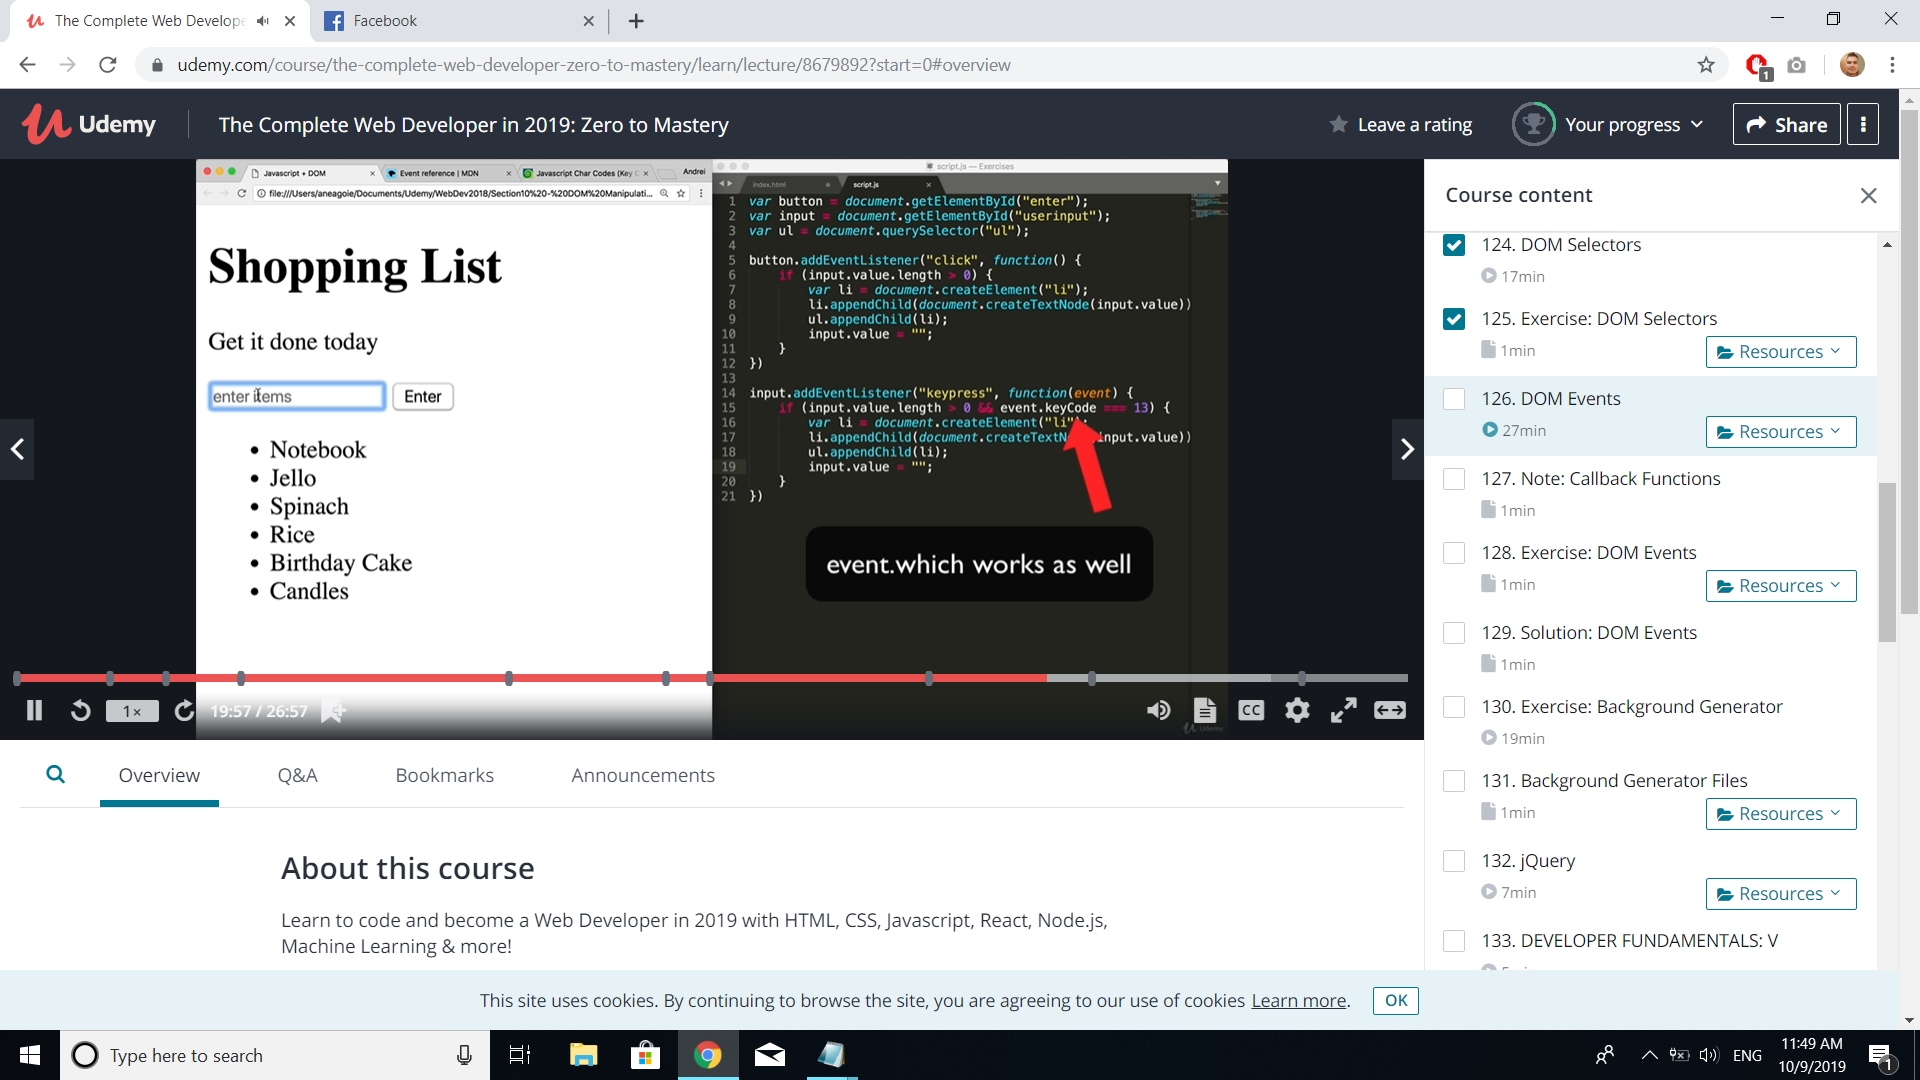 The Complete Web Develope
Facebook
udemy.com/course/the-complete-web-developer-zero-to-mastery/learn/lecture/8679892?start=0#overview
1
Udemy
The Complete Web Developer in 2019: Zero to Mastery
Leave a rating
Your progress
Share
Javascript + DOM
Event reference | MDN
Javascript Char Codes (Key C
Andrei
file:///Users/aneagoie/Documents/Udemy/WebDev2018/Section10%20-%20DOM%20Manipulati...
Shopping List
Get it done today
enter items
Enter
• Notebook
• Jello
• Spinach
• Rice
• Birthday Cake
• Candles
script.js — Exercises
index.html
script.js
1 var button = document.getElementById("enter");
2 var input = document.getElementById("userinput");
3 var ul = document.querySelector("ul");
4
5 button.addEventListener("click", function() {
6 if (input.value.length > 0) {
7 var li = document.createElement("li");
8 li.appendChild(document.createTextNode(input.value))
9 ul.appendChild(li);
10 input.value = "";
11 }
12 })
13
14 input.addEventListener("keypress", function(event) {
15 if (input.value.length > 0 && event.keyCode === 13) {
16 var li = document.createElement("li"
17 li.appendChild(document.createTextN input.value))
18 ul.appendChild(li);
19 input.value = "";
20 }
21 })
event.which works as well
Udemy
1×
19:57 / 26:57
CC
Course content
124. DOM Selectors
17min
125. Exercise: DOM Selectors
1min
Resources
126. DOM Events
27min
Resources
127. Note: Callback Functions
1min
128. Exercise: DOM Events
1min
Resources
129. Solution: DOM Events
1min
130. Exercise: Background Generator
19min
131. Background Generator Files
1min
Resources
132. jQuery
7min
Resources
133. DEVELOPER FUNDAMENTALS: V
Overview
Q&A
Bookmarks
Announcements
About this course
Learn to code and become a Web Developer in 2019 with HTML, CSS, Javascript, React, Node.js,
Machine Learning & more!
This site uses cookies. By continuing to browse the site, you are agreeing to our use of cookies Learn more.
OK
Type here to search
ENG
11:49 AM
10/9/2019
1